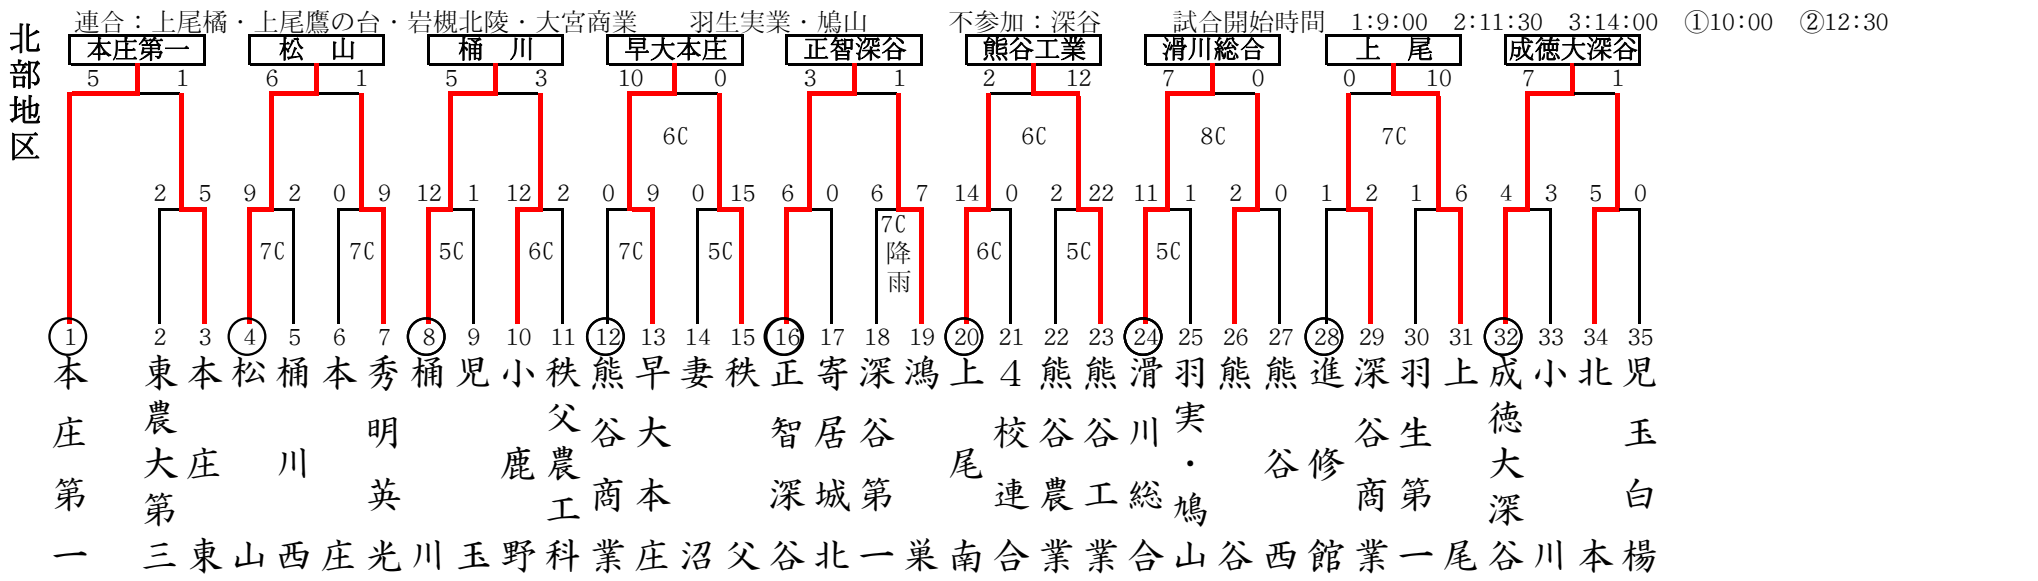 連合：上尾橘・上尾鷹の台・岩槻北陵・大宮商業　　羽生実業・鳩山　　　不参加：深谷　　　試合開始時間　1:9:00　2:11:30　3:14:00　①10:00　②12:30
北部地区
本庄第一　松　山　桶　川　早大本庄　正智深谷　熊谷工業　滑川総合　上　尾　成徳大深谷
5 1 6 1 5 3 10 0 3 1 2 12 7 0 0 10 7 1
6C 6C 8C 7C
2 5 9 2 0 9 12 1 12 2 0 9 0 15 6 0 6 7 14 0 2 22 11 1 2 0 1 2 1 6 4 3 5 0
7C 7C 5C 6C 7C 5C 7C降雨 6C 5C 5C
1 2 3 4 5 6 7 8 9 10 11 12 13 14 15 16 17 18 19 20 21 22 23 24 25 26 27 28 29 30 31 32 33 34 35
本庄第一
東農大第三
本庄東
松山
桶川西
本庄
秀明英光
桶川
児玉
小鹿野
秩父農工科
熊谷商業
早大本庄
妻沼
秩父
正智深谷
寄居城北
深谷第一
鴻巣
上尾南
4校連合
熊谷農業
熊谷工業
滑川総合
羽実・鳩山
熊谷
熊谷西
進修館
深谷商業
羽生第一
上尾
成徳大深谷
小川
北本
児玉白楊